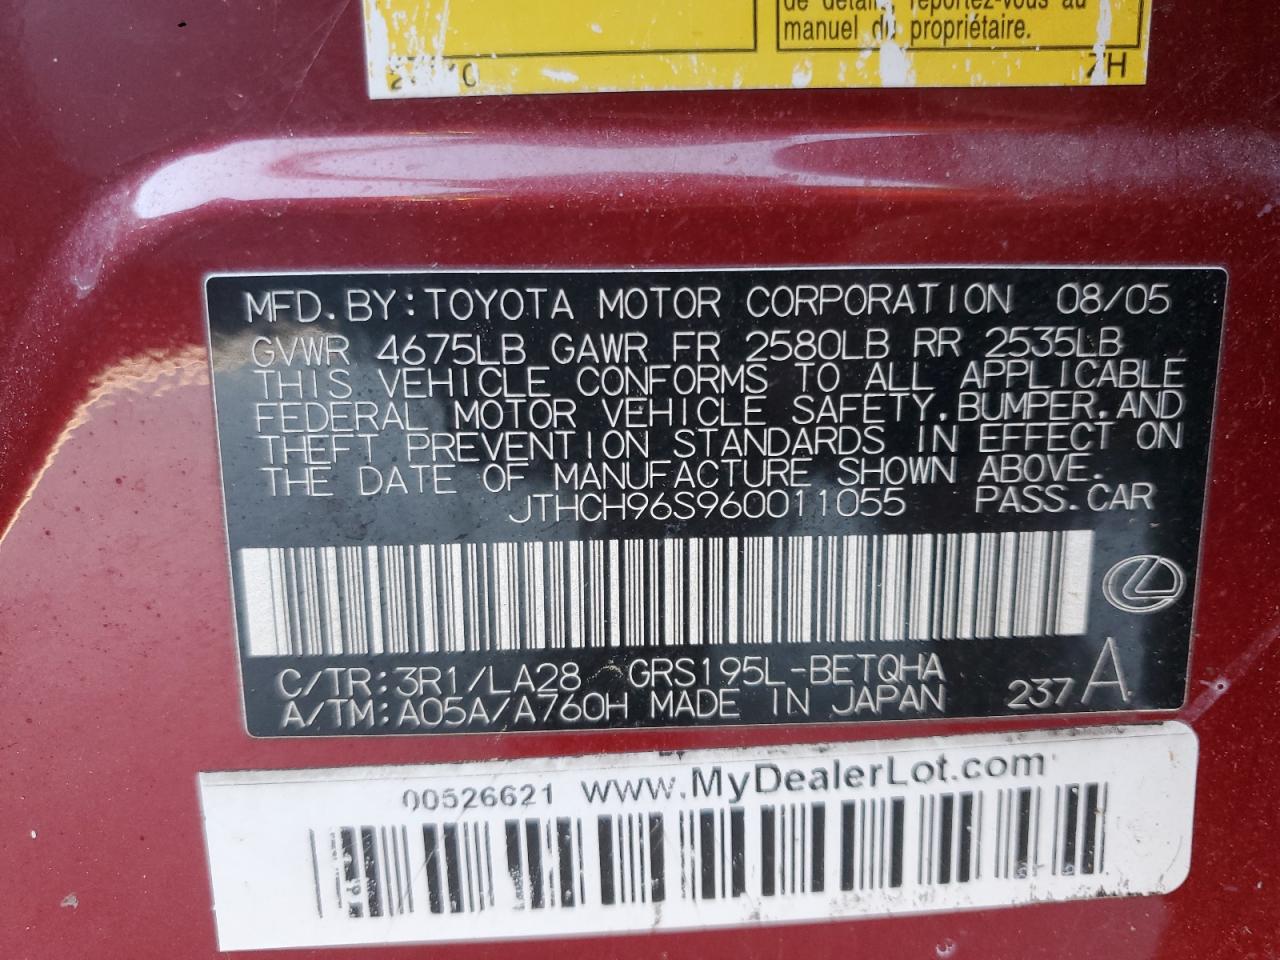 de détails, reportez-vous au
manuel du propriétaire.
7H
MFD. BY: TOYOTA MOTOR CORPORATION 08/05
GVWR 4675LB GAWR FR 2580LB RR 2535LB
THIS VEHICLE CONFORMS TO ALL APPLICABLE
FEDERAL MOTOR VEHICLE SAFETY, BUMPER, AND
THEFT PREVENTION STANDARDS IN EFFECT ON
THE DATE OF MANUFACTURE SHOWN ABOVE.
JTHCH96S960011055 PASS. CAR
C/TR: 3R1/LA28 GRS195L-BETQHA
A/TM: A05A/A760H MADE IN JAPAN 237 A
00526621 www.MyDealerLot.com